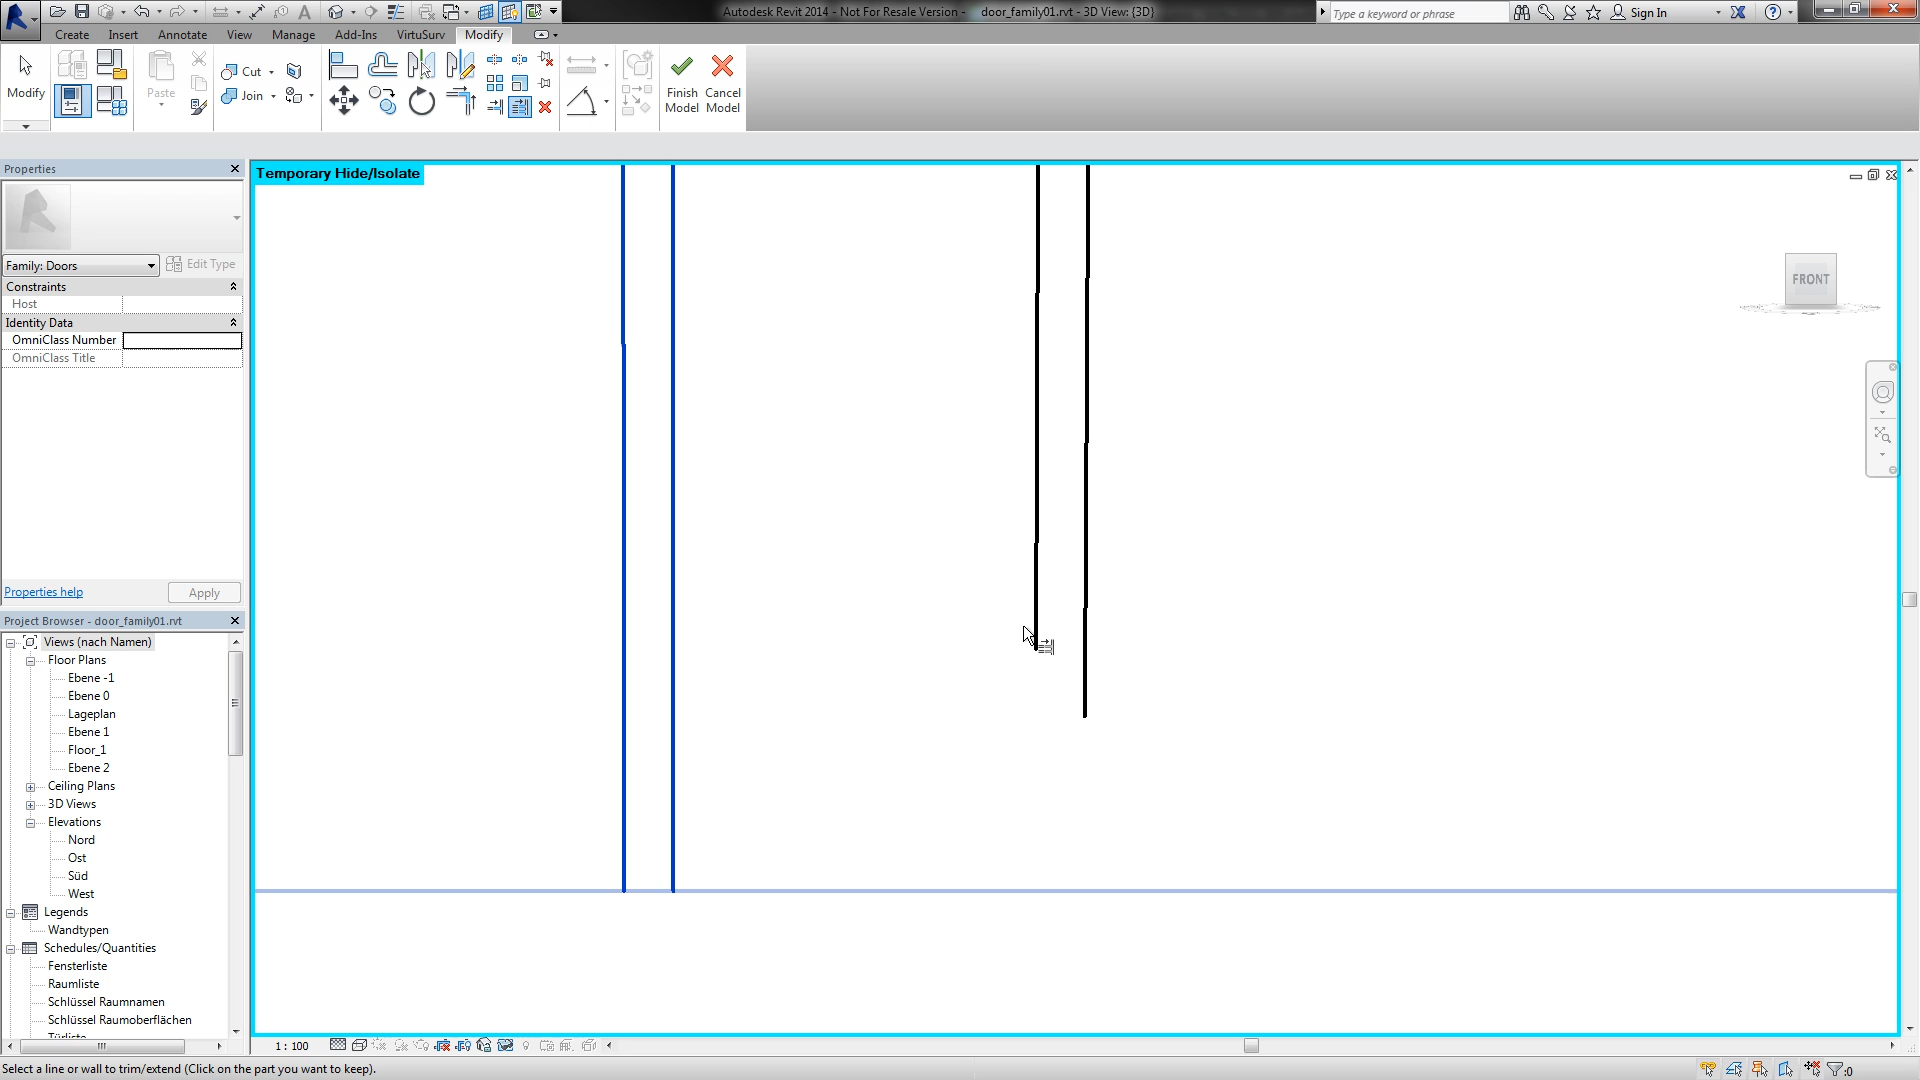 Autodesk Revit 2014 - Not For Resale Version -   door_family01.rvt - 3D View: {3D}
Type a keyword or phrase
Sign In
Create Insert Annotate View Manage Add-Ins VirtuSurv Modify
Modify
Paste
Cut
Join
Finish Model
Cancel Model
Properties
Family: Doors
Edit Type
Constraints
Host
Identity Data
OmniClass Number
OmniClass Title
Properties help
Apply
Temporary Hide/Isolate
FRONT
Project Browser - door_family01.rvt
Views (nach Namen)
Floor Plans
Ebene -1
Ebene 0
Lageplan
Ebene 1
Floor_1
Ebene 2
Ceiling Plans
3D Views
Elevations
Nord
Ost
Süd
West
Legends
Wandtypen
Schedules/Quantities
Fensterliste
Raumliste
Schlüssel Raumnamen
Schlüssel Raumoberflächen
Türliste
1 : 100
Select a line or wall to trim/extend (Click on the part you want to keep).
:0